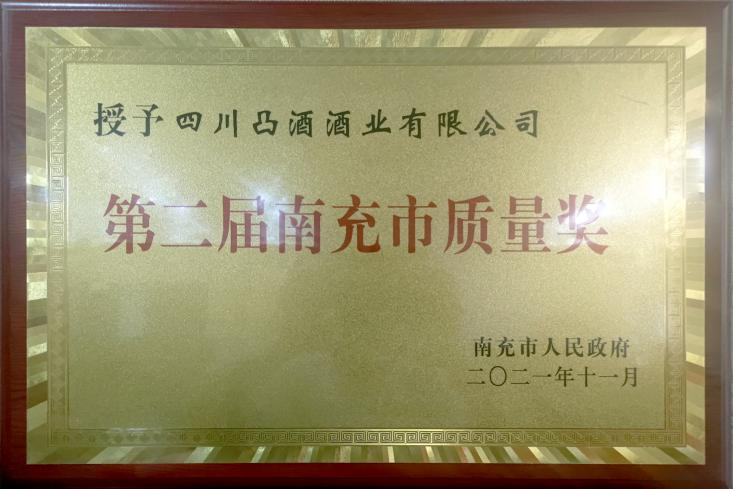 授予四川凸酒酒业有限公司
第二届南充市质量奖
南充市人民政府
二〇二一年十一月